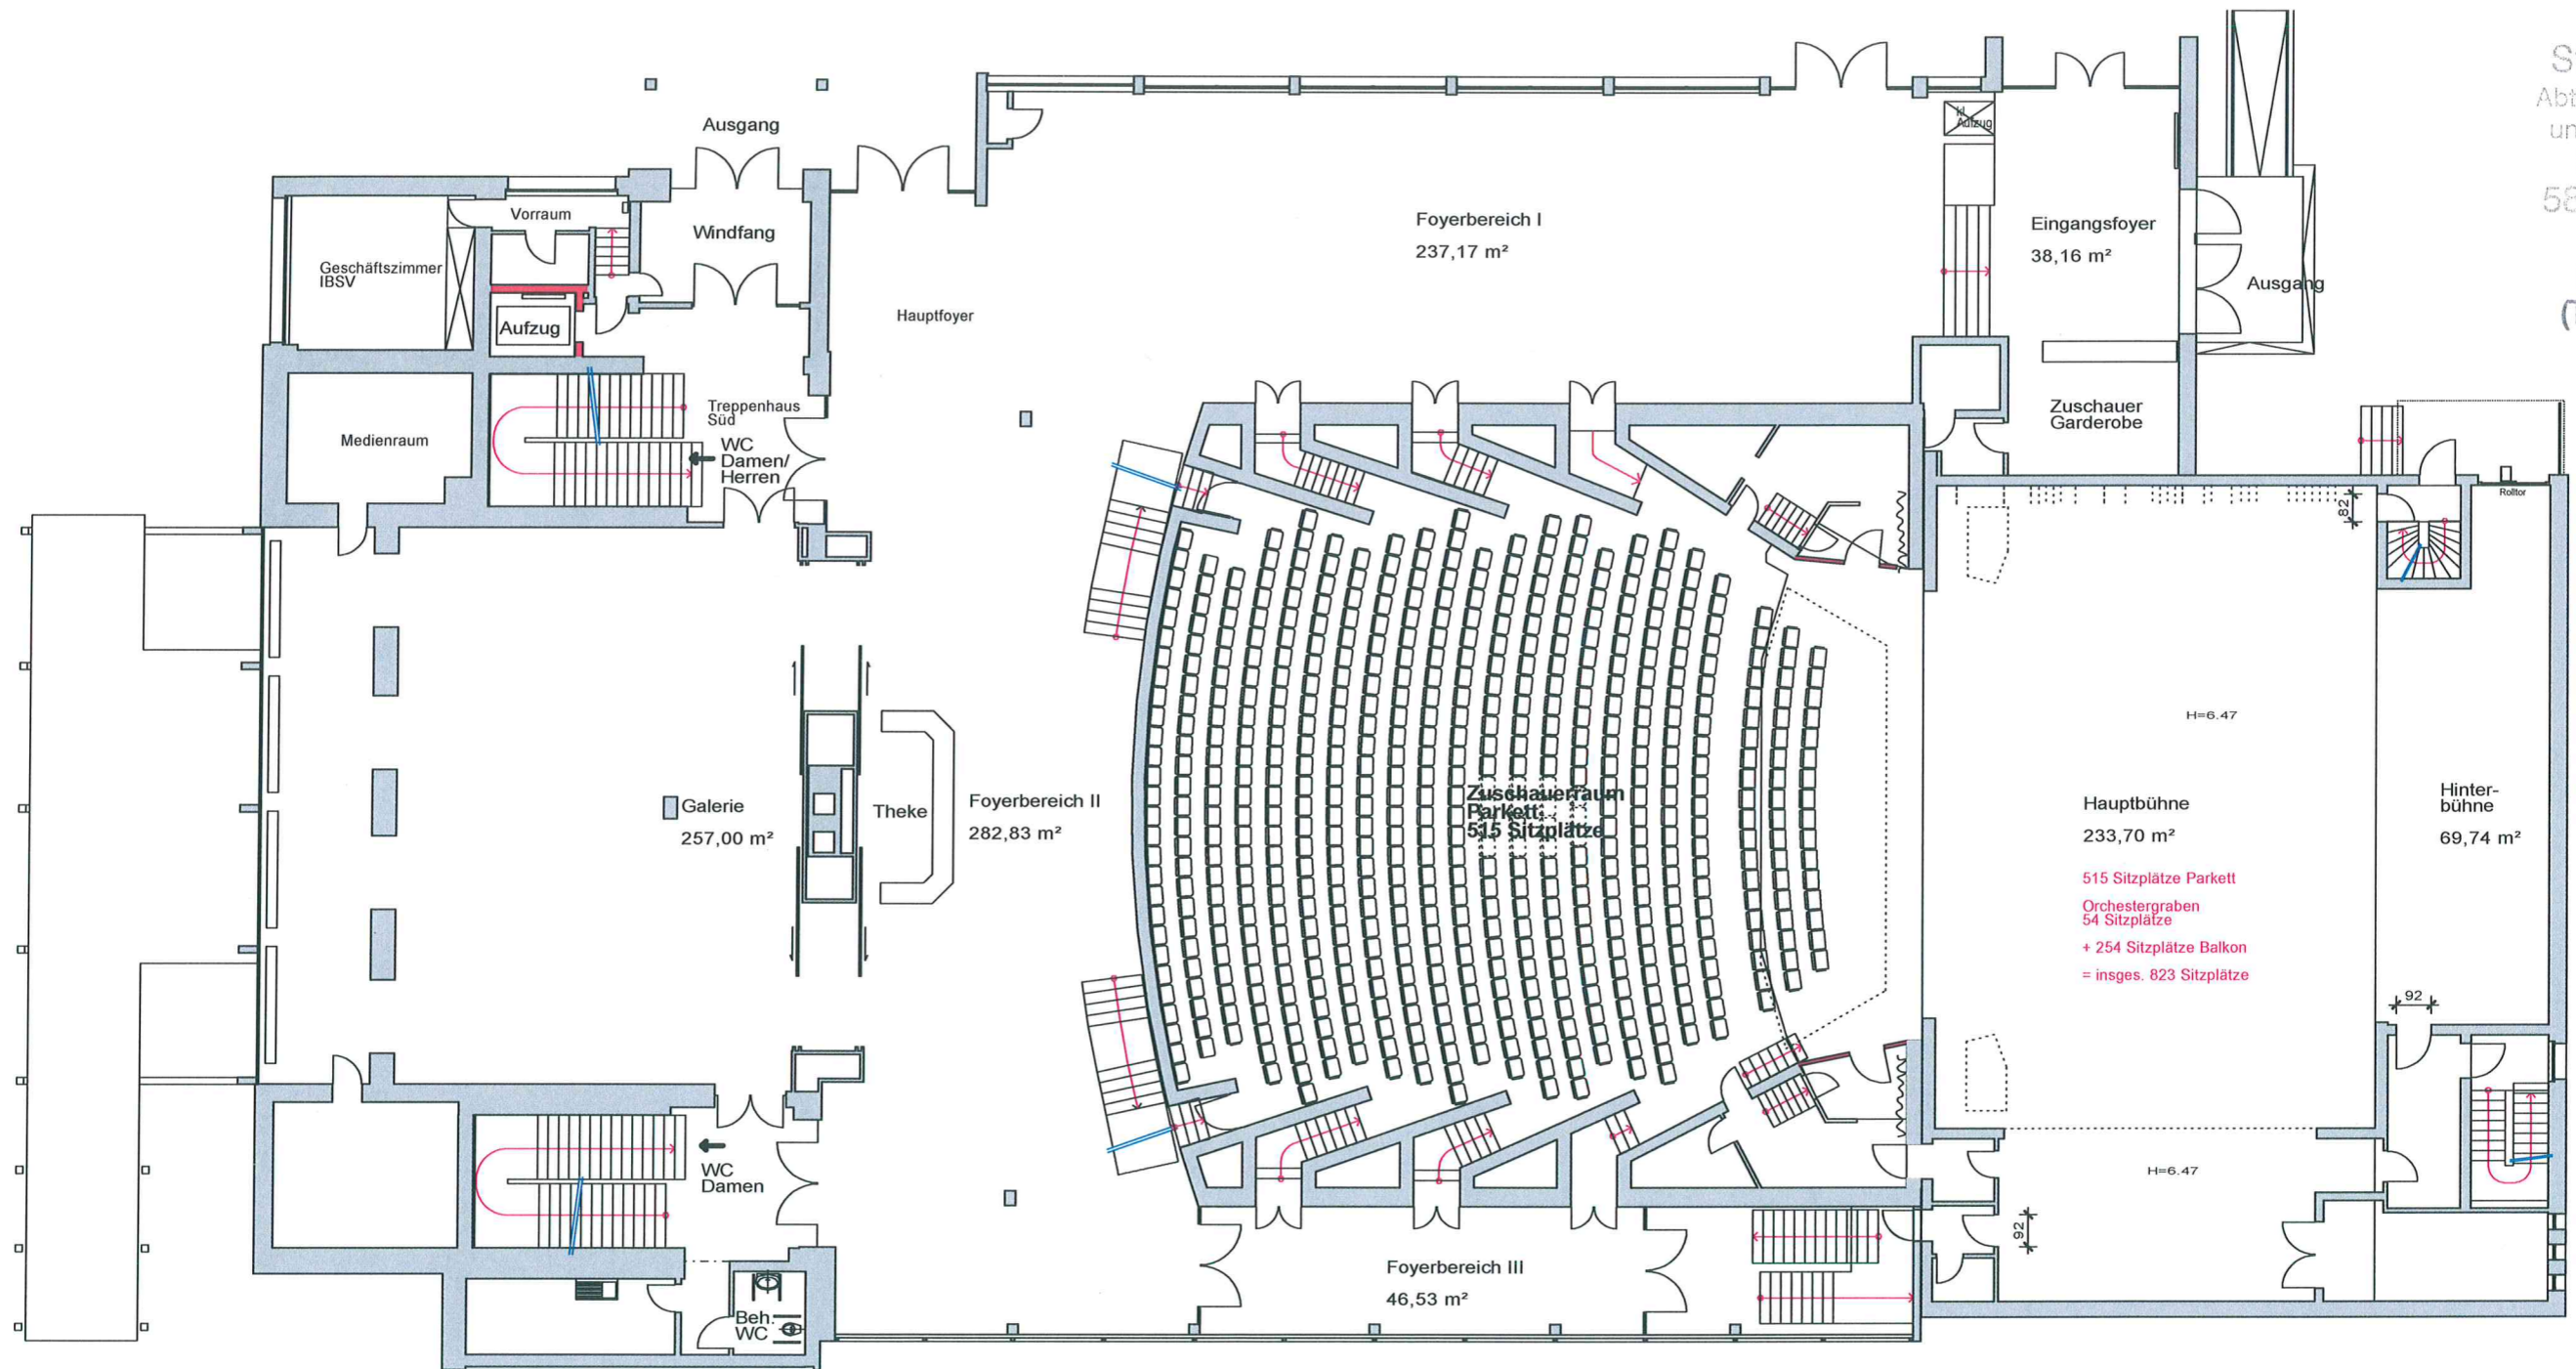 Ausgang
Vorraum
Windfang
Geschäftszimmer
IBSV
Aufzug
Hauptfoyer
Foyerbereich I
237,17 m²
kl.
Aufzug
Eingangsfoyer
38,16 m²
Ausgang
Zuschauer
Garderobe
Medienraum
Treppenhaus
Süd
WC
Damen/
Herren
Rolltor
82
Galerie
257,00 m²
Theke
Foyerbereich II
282,83 m²
Zuschauerraum
Parkett
515 Sitzplätze
H=6.47
Hauptbühne
233,70 m²
Hinter-
bühne
69,74 m²
515 Sitzplätze Parkett
Orchestergraben
54 Sitzplätze
+ 254 Sitzplätze Balkon
= insges. 823 Sitzplätze
92
WC
Damen
H=6.47
92
Foyerbereich III
46,53 m²
Beh.
WC